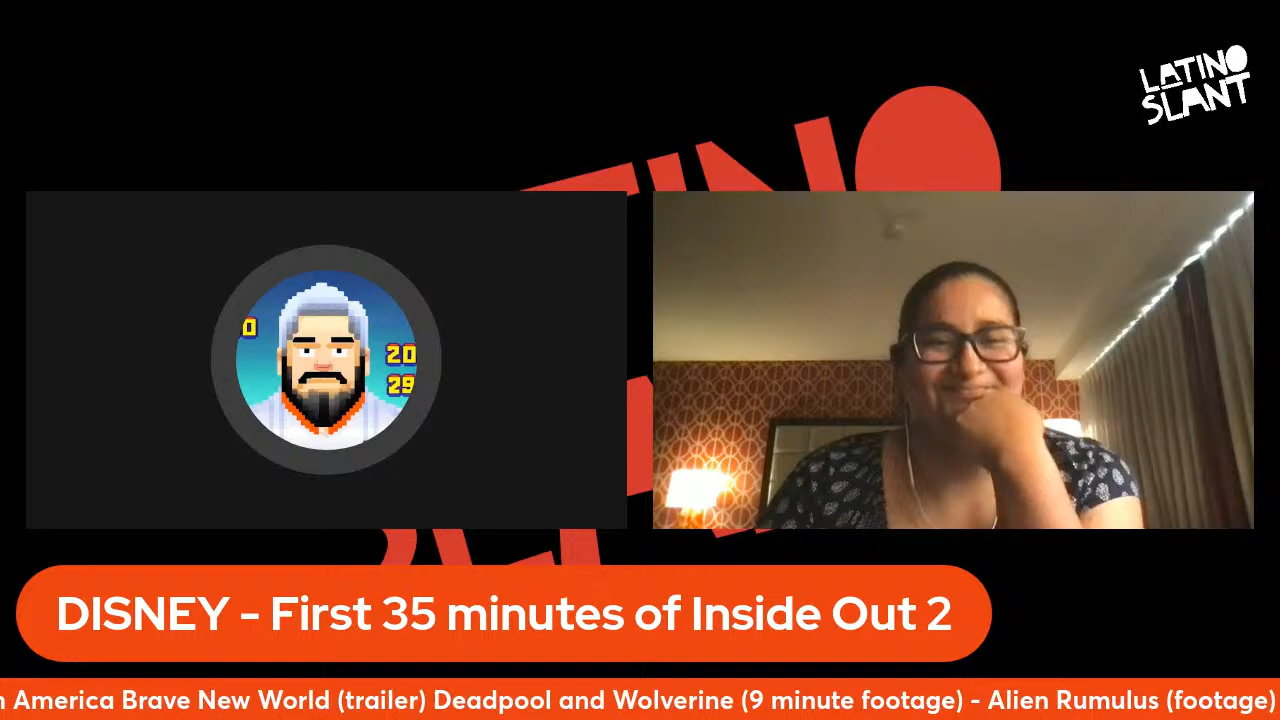 LATINO
SLANT
0
20
29
DISNEY - First 35 minutes of Inside Out 2
n America Brave New World (trailer) Deadpool and Wolverine (9 minute footage) - Alien Rumulus (footage)